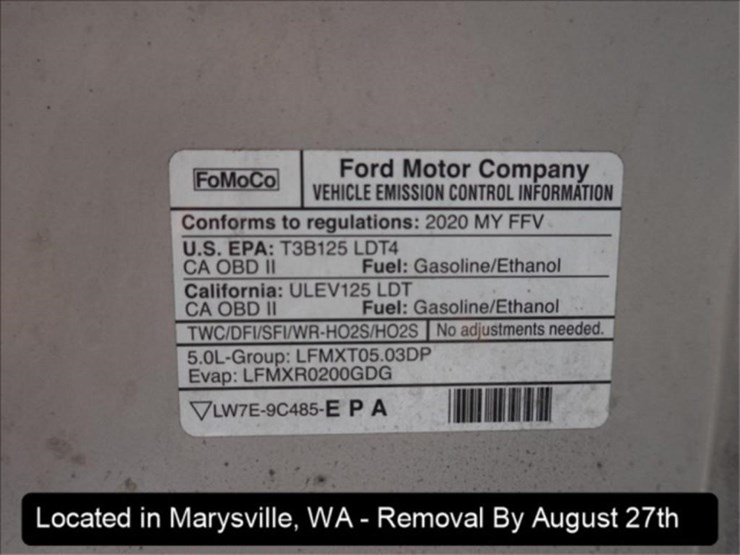 FoMoCo
Ford Motor Company
VEHICLE EMISSION CONTROL INFORMATION
Conforms to regulations: 2020 MY FFV
U.S. EPA: T3B125 LDT4
CA OBD II Fuel: Gasoline/Ethanol
California: ULEV125 LDT
CA OBD II Fuel: Gasoline/Ethanol
TWC/DFI/SFI/WR-HO2S/HO2S No adjustments needed.
5.0L-Group: LFMXT05.03DP
Evap: LFMXR0200GDG
▽LW7E-9C485-E P A
Located in Marysville, WA - Removal By August 27th